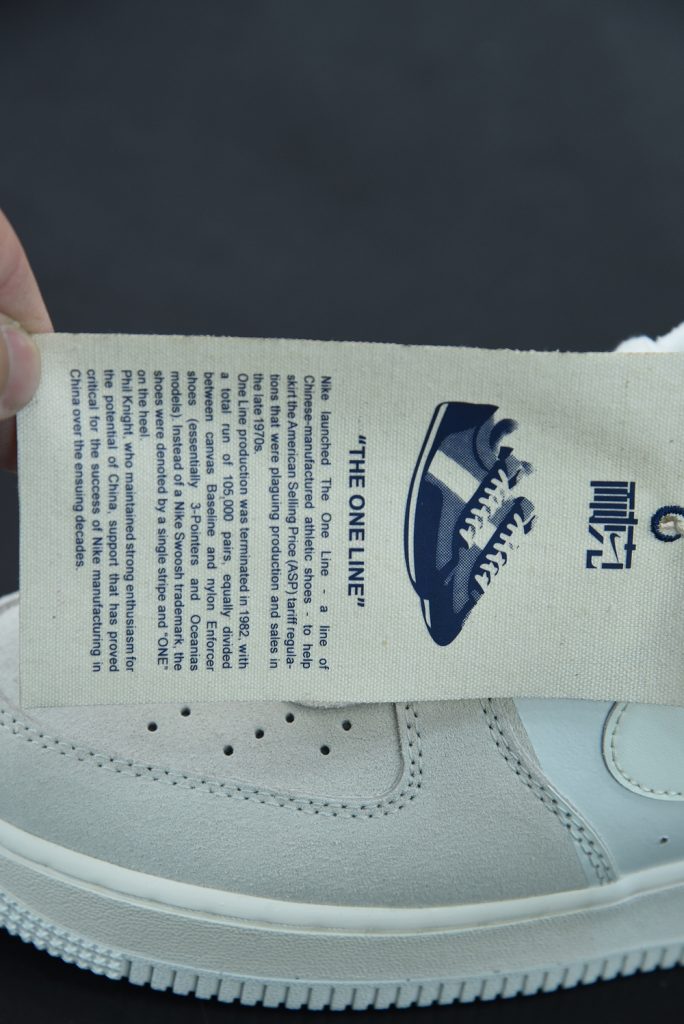 耐克
"THE ONE LINE"
Nike launched The One Line - a line of
Chinese-manufactured athletic shoes - to help
skirt the American Selling Price (ASP) tariff regula-
tions that were plaguing production and sales in
the late 1970s.
One Line production was terminated in 1982, with
a total run of 105,000 pairs, equally divided
between canvas Baseline and nylon Enforcer
shoes (essentially 3-Pointers and Oceanias
models). Instead of a Nike Swoosh trademark, the
shoes were denoted by a single stripe and "ONE"
on the heel.
Phil Knight, who maintained strong enthusiasm for
the potential of China, support that has proved
critical for the success of Nike manufacturing in
China over the ensuing decades.